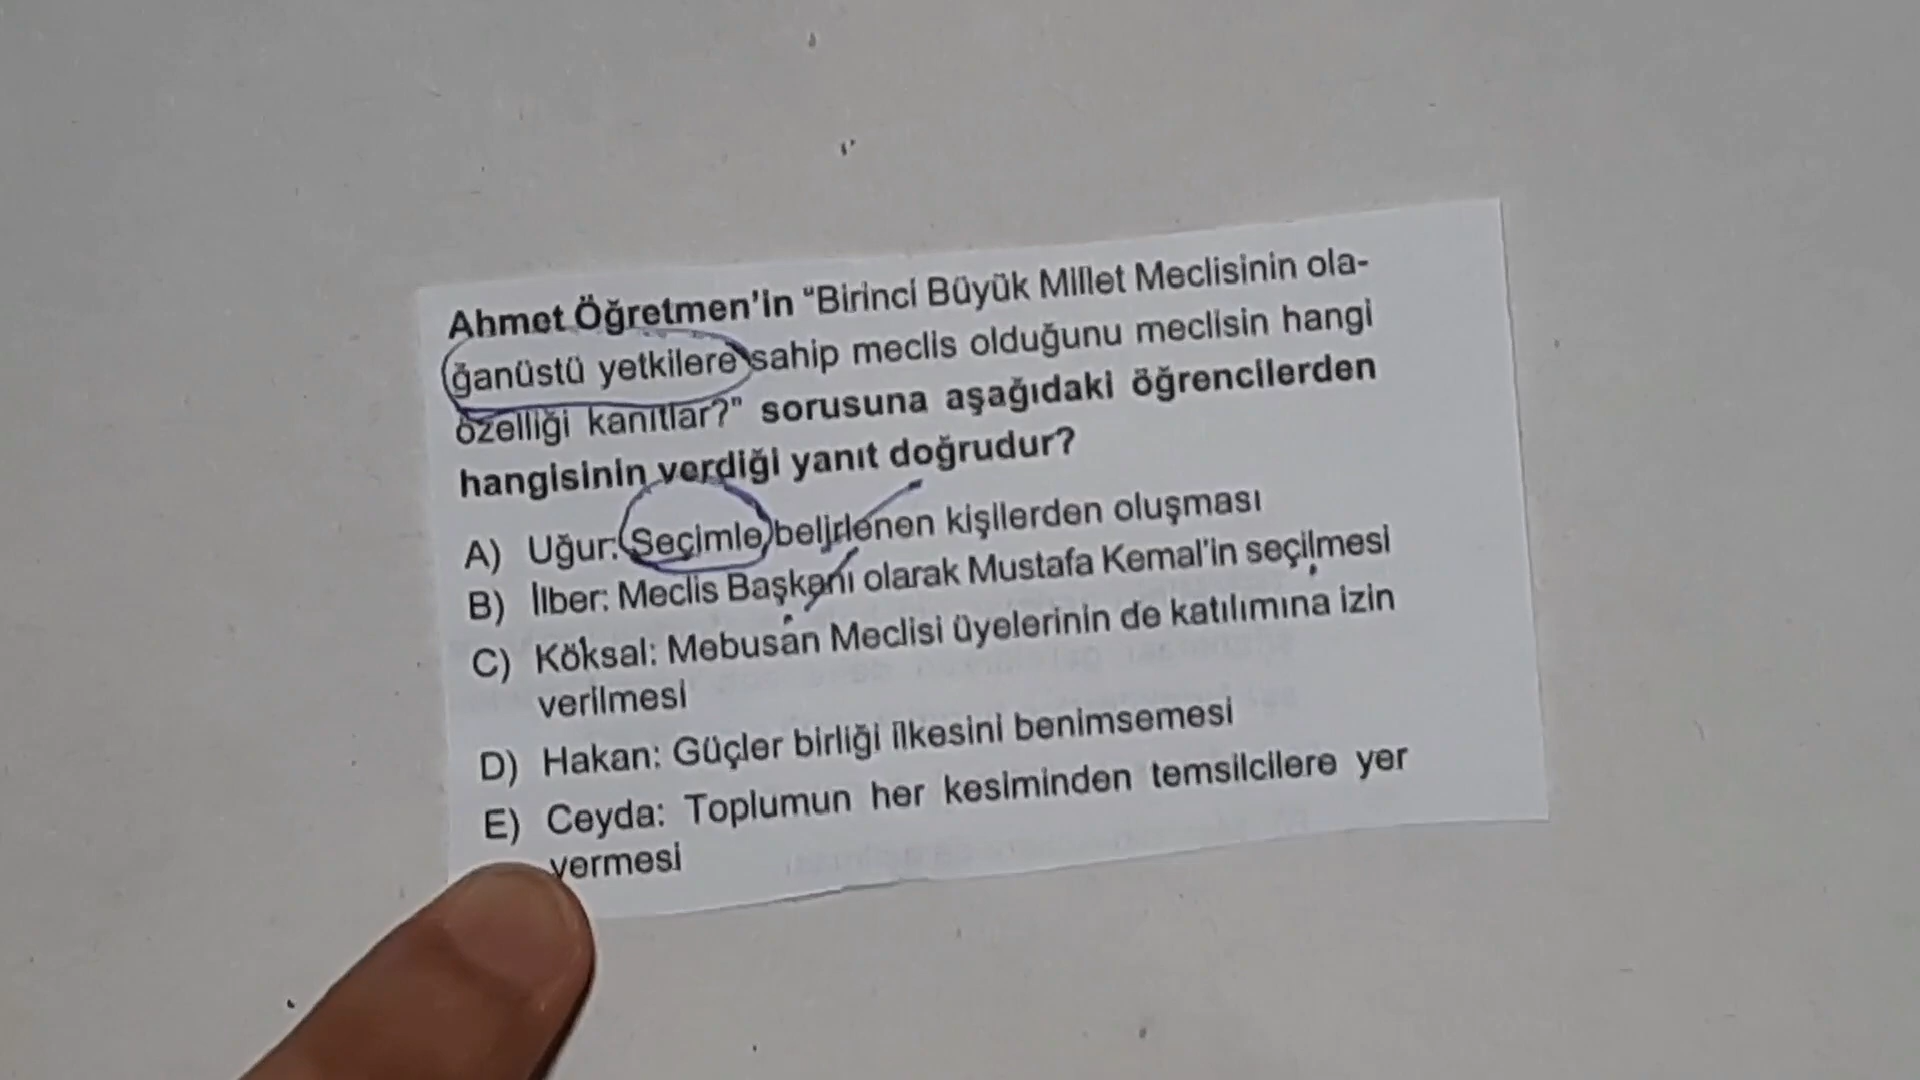 Ahmet Öğretmen'in "Birinci Büyük Millet Meclisinin ola-
ğanüstü yetkilere sahip meclis olduğunu meclisin hangi
özelliği kanıtlar?" sorusuna aşağıdaki öğrencilerden
hangisinin verdiği yanıt doğrudur?
A) Uğur: Seçimle belirlenen kişilerden oluşması
B) İlber: Meclis Başkanı olarak Mustafa Kemal'in seçilmesi
C) Köksal: Mebusan Meclisi üyelerinin de katılımına izin
verilmesi
D) Hakan: Güçler birliği ilkesini benimsemesi
E) Ceyda: Toplumun her kesiminden temsilcilere yer
vermesi